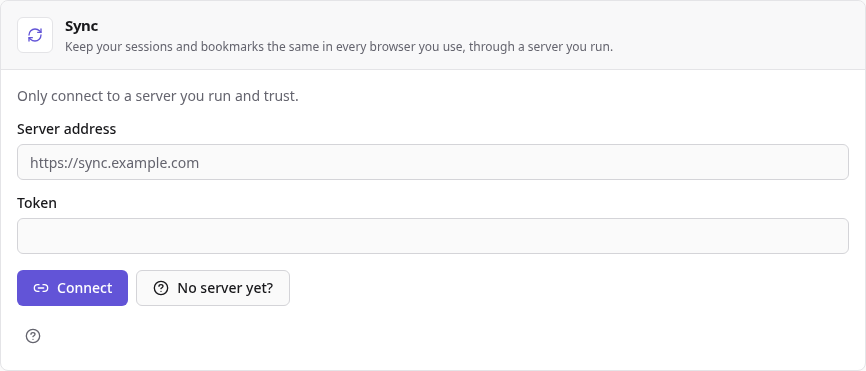 Sync
Keep your sessions and bookmarks the same in every browser you use, through a server you run.
Only connect to a server you run and trust.
Server address
https://sync.example.com
Token
Connect
No server yet?